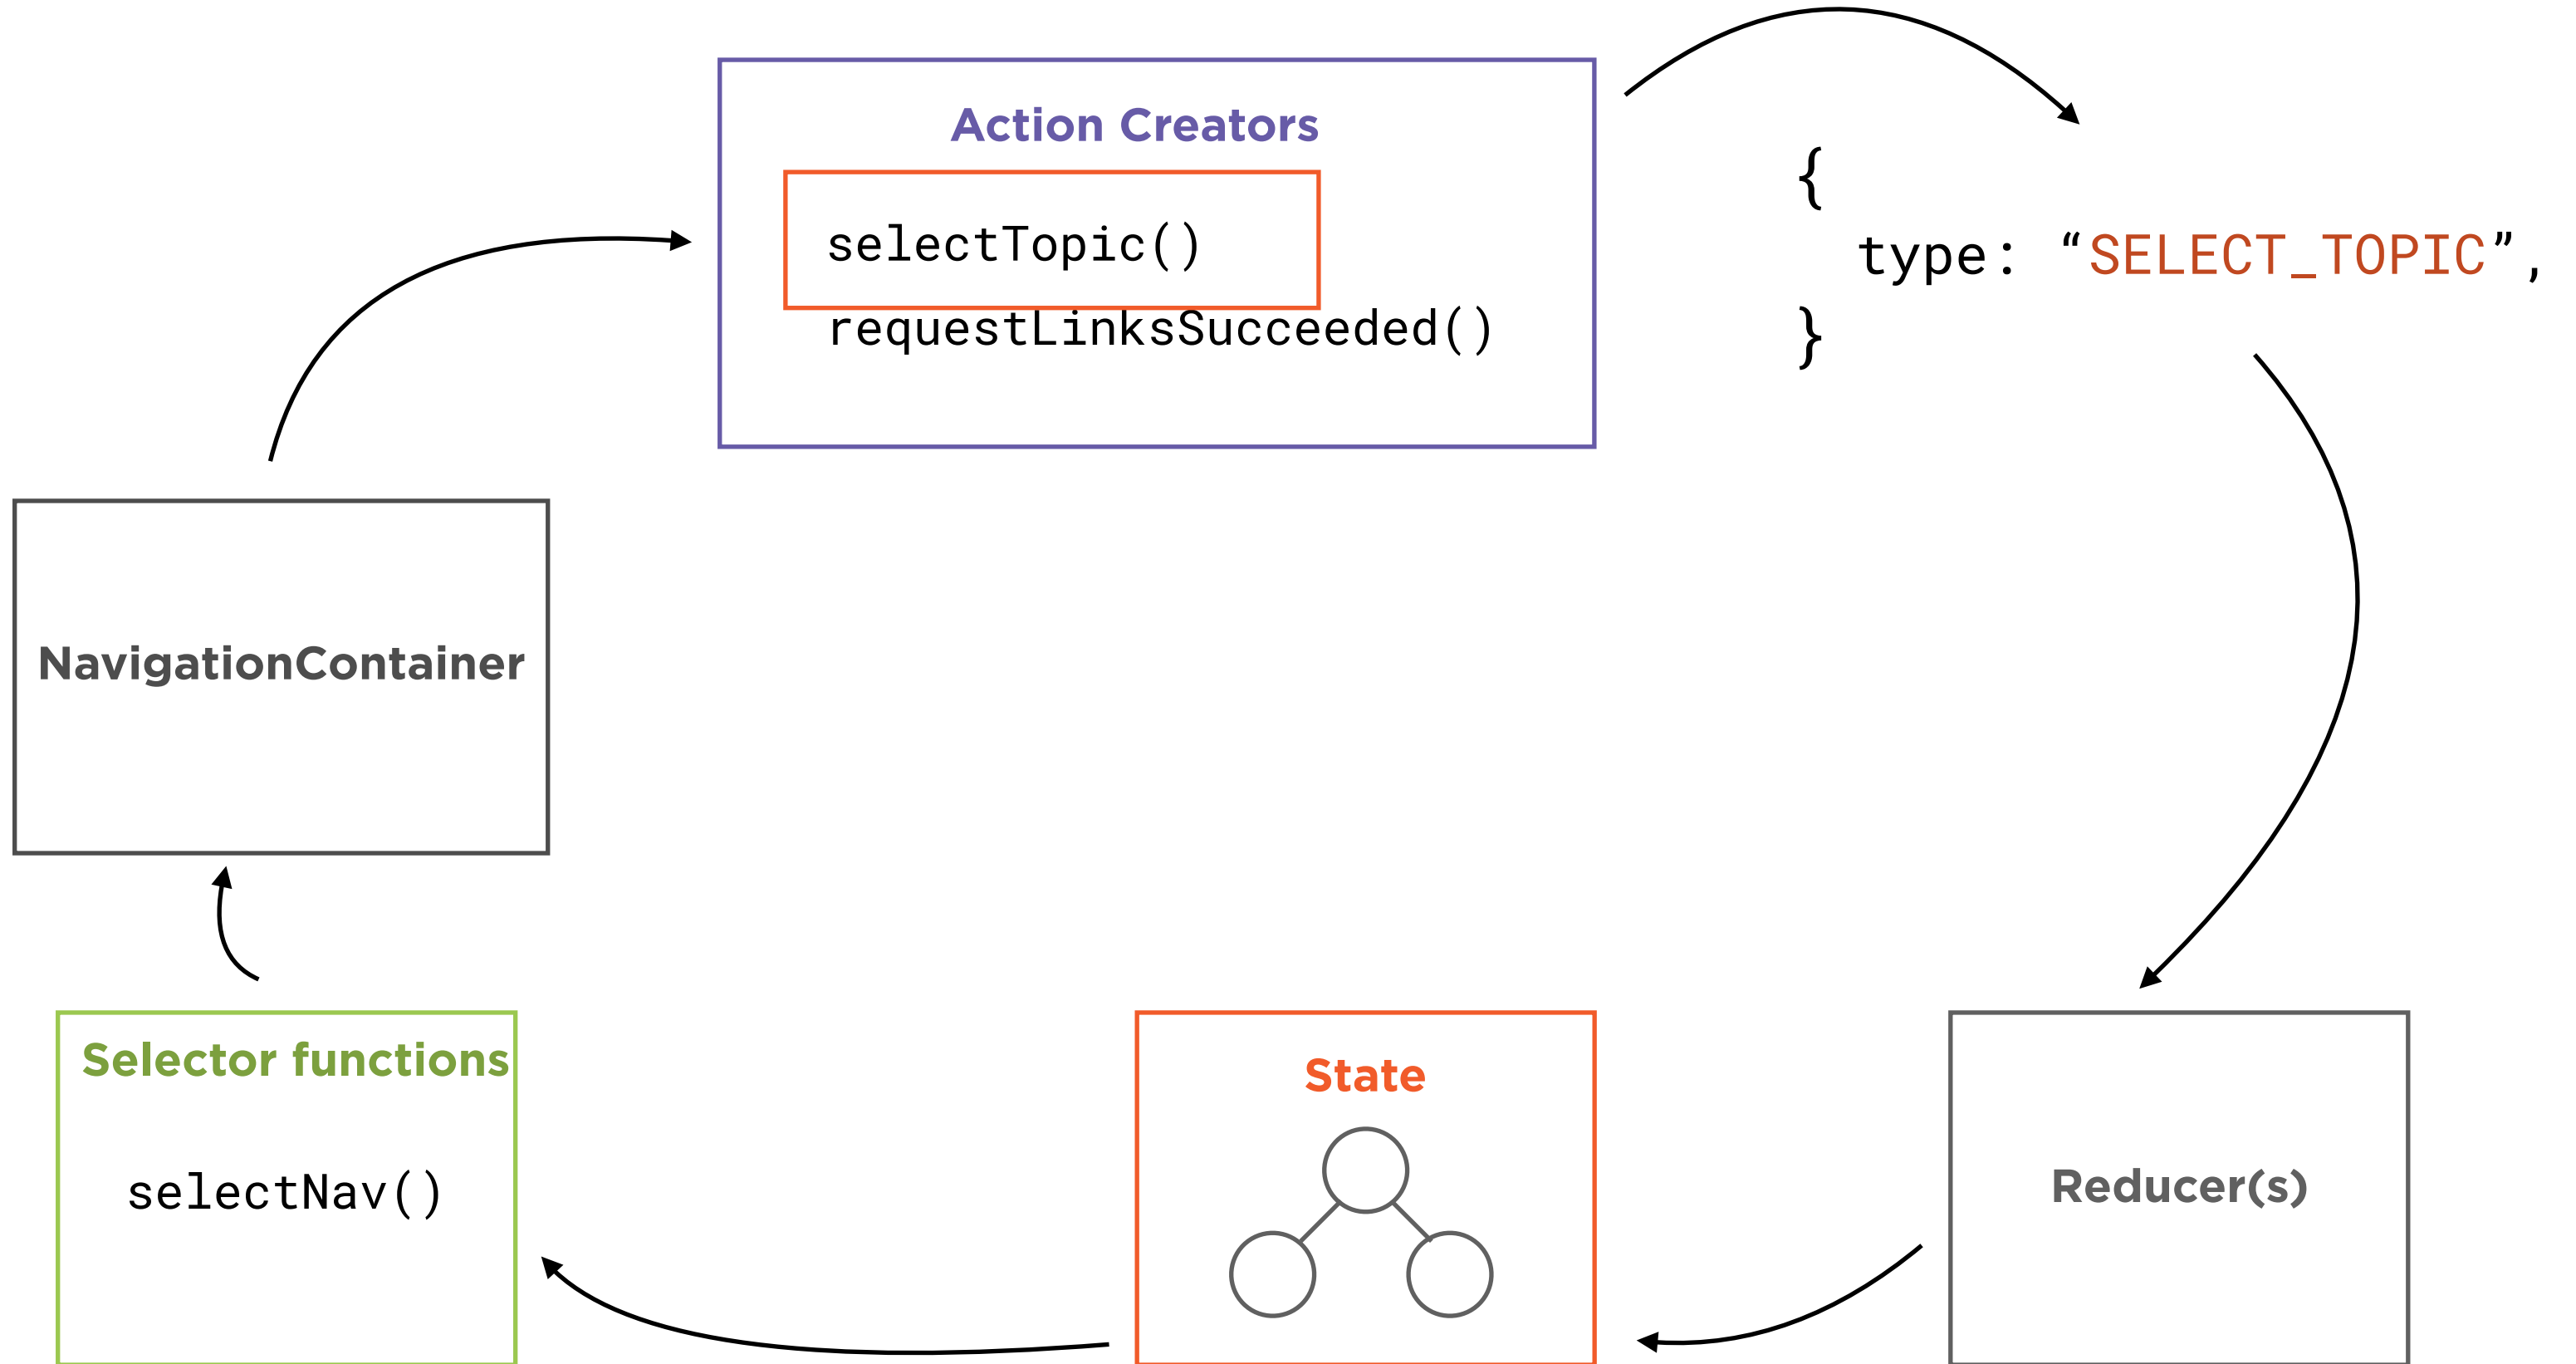 Action Creators
selectTopic()
requestLinksSucceeded()
{
type: “SELECT_TOPIC”,
}
NavigationContainer
Selector functions
selectNav()
State
Reducer(s)